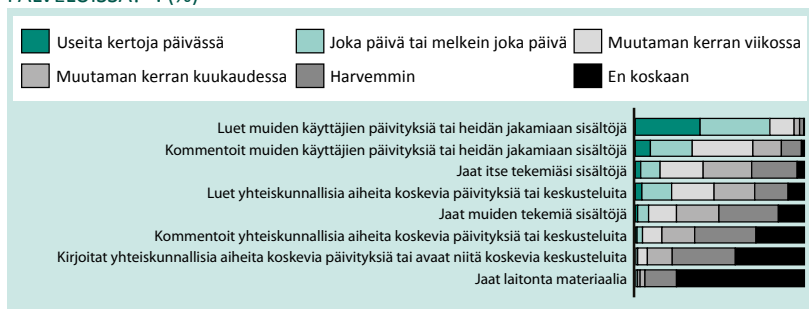 Useita kertoja päivässä
Joka päivä tai melkein joka päivä
Muutaman kerran viikossa
Muutaman kerran kuukaudessa
Harvemmin
En koskaan
Luet muiden käyttäjien päivityksiä tai heidän jakamiaan sisältöjä
Kommentoit muiden käyttäjien päivityksiä tai heidän jakamiaan sisältöjä
Jaat itse tekemiäsi sisältöjä
Luet yhteiskunnallisia aiheita koskevia päivityksiä tai keskusteluita
Jaat muiden tekemiä sisältöjä
Kommentoit yhteiskunnallisia aiheita koskevia päivityksiä tai keskusteluita
Kirjoitat yhteiskunnallisia aiheita koskevia päivityksiä tai avaat niitä koskevia keskusteluita
Jaat laitonta materiaalia